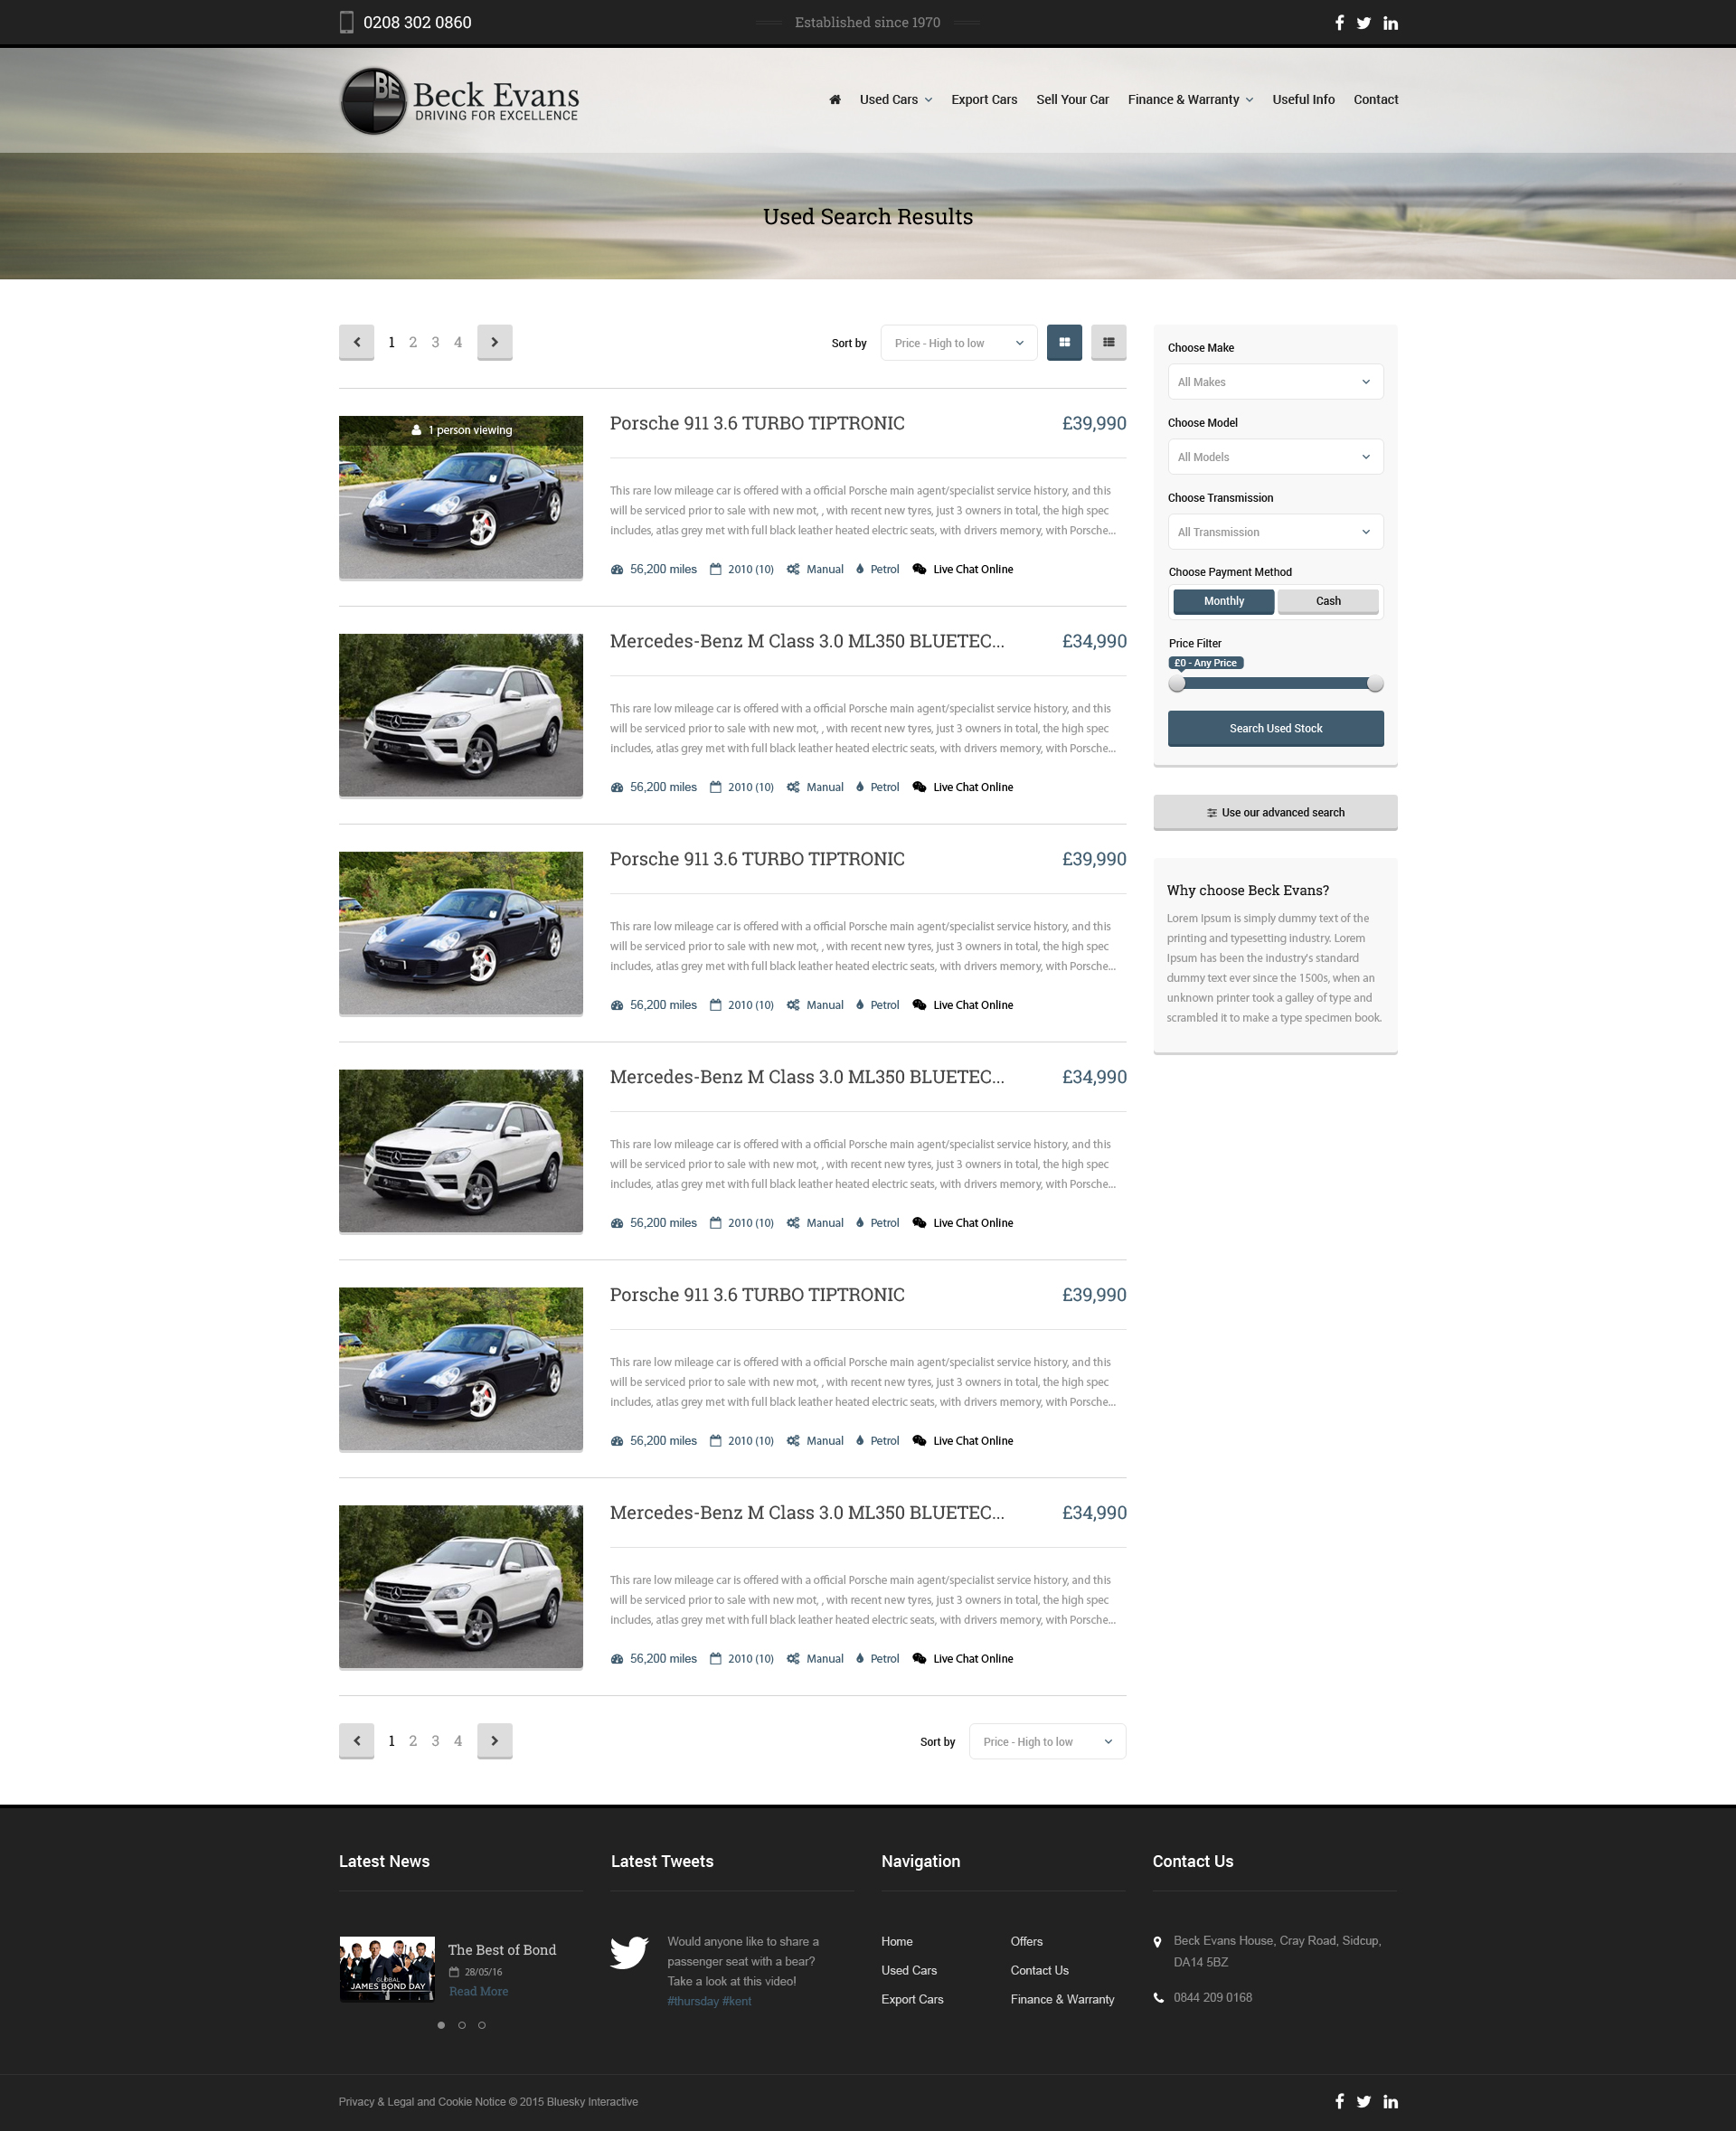 0208 302 0860
Established since 1970
BE
Beck Evans
DRIVING FOR EXCELLENCE
Used Cars Export Cars Sell Your Car Finance & Warranty Useful Info Contact
Used Search Results
1 2 3 4
Sort by Price - High to low
1 person viewing
Porsche 911 3.6 TURBO TIPTRONIC £39,990
This rare low mileage car is offered with a official Porsche main agent/specialist service history, and this
will be serviced prior to sale with new mot, , with recent new tyres, just 3 owners in total, the high spec
includes, atlas grey met with full black leather heated electric seats, with drivers memory, with Porsche...
56,200 miles 2010 (10) Manual Petrol Live Chat Online
Mercedes-Benz M Class 3.0 ML350 BLUETEC... £34,990
This rare low mileage car is offered with a official Porsche main agent/specialist service history, and this
will be serviced prior to sale with new mot, , with recent new tyres, just 3 owners in total, the high spec
includes, atlas grey met with full black leather heated electric seats, with drivers memory, with Porsche...
56,200 miles 2010 (10) Manual Petrol Live Chat Online
Porsche 911 3.6 TURBO TIPTRONIC £39,990
This rare low mileage car is offered with a official Porsche main agent/specialist service history, and this
will be serviced prior to sale with new mot, , with recent new tyres, just 3 owners in total, the high spec
includes, atlas grey met with full black leather heated electric seats, with drivers memory, with Porsche...
56,200 miles 2010 (10) Manual Petrol Live Chat Online
Mercedes-Benz M Class 3.0 ML350 BLUETEC... £34,990
This rare low mileage car is offered with a official Porsche main agent/specialist service history, and this
will be serviced prior to sale with new mot, , with recent new tyres, just 3 owners in total, the high spec
includes, atlas grey met with full black leather heated electric seats, with drivers memory, with Porsche...
56,200 miles 2010 (10) Manual Petrol Live Chat Online
Porsche 911 3.6 TURBO TIPTRONIC £39,990
This rare low mileage car is offered with a official Porsche main agent/specialist service history, and this
will be serviced prior to sale with new mot, , with recent new tyres, just 3 owners in total, the high spec
includes, atlas grey met with full black leather heated electric seats, with drivers memory, with Porsche...
56,200 miles 2010 (10) Manual Petrol Live Chat Online
Mercedes-Benz M Class 3.0 ML350 BLUETEC... £34,990
This rare low mileage car is offered with a official Porsche main agent/specialist service history, and this
will be serviced prior to sale with new mot, , with recent new tyres, just 3 owners in total, the high spec
includes, atlas grey met with full black leather heated electric seats, with drivers memory, with Porsche...
56,200 miles 2010 (10) Manual Petrol Live Chat Online
1 2 3 4
Sort by Price - High to low
Choose Make
All Makes
Choose Model
All Models
Choose Transmission
All Transmission
Choose Payment Method
Monthly Cash
Price Filter
£0 - Any Price
Search Used Stock
Use our advanced search
Why choose Beck Evans?
Lorem Ipsum is simply dummy text of the
printing and typesetting industry. Lorem
Ipsum has been the industry's standard
dummy text ever since the 1500s, when an
unknown printer took a galley of type and
scrambled it to make a type specimen book.
Latest News
GLOBAL
JAMES BOND DAY
The Best of Bond
28/05/16
Read More
Latest Tweets
Would anyone like to share a
passenger seat with a bear?
Take a look at this video!
#thursday #kent
Navigation
Home
Used Cars
Export Cars
Offers
Contact Us
Finance & Warranty
Contact Us
Beck Evans House, Cray Road, Sidcup,
DA14 5BZ
0844 209 0168
Privacy & Legal and Cookie Notice © 2015 Bluesky Interactive